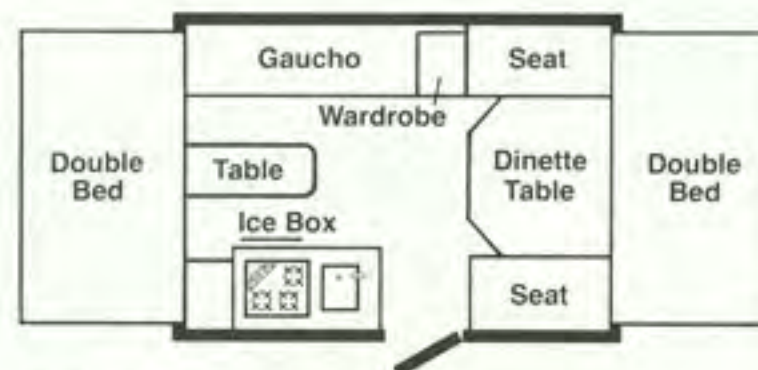 Gaucho
Seat
Wardrobe
Double
Bed
Table
Dinette
Table
Double
Bed
Ice Box
Seat